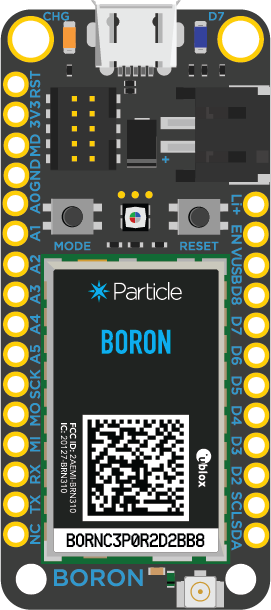 CHG
D7
RST
3V3
MD
GND
A0
A1
A2
A3
A4
A5
SCK
MO
MI
RX
TX
NC
+
MODE
RESET
Li+
EN
VUSB
D8
D7
D6
D5
D4
D3
D2
SCL
SDA
Particle
BORON
FCC ID: 2AEMI-BRN310
IC: 20127-BRN310
ublox
BORNC3P0R2D2BB8
BORON